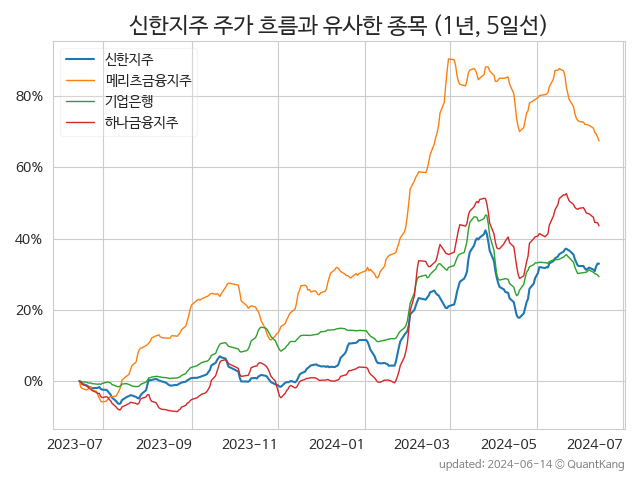 신한지주 주가 흐름과 유사한 종목 (1년, 5일선)
신한지주
메리츠금융지주
기업은행
하나금융지주
80%
60%
40%
20%
0%
2023-07 2023-09 2023-11 2024-01 2024-03 2024-05 2024-07
updated: 2024-06-14 © QuantKang